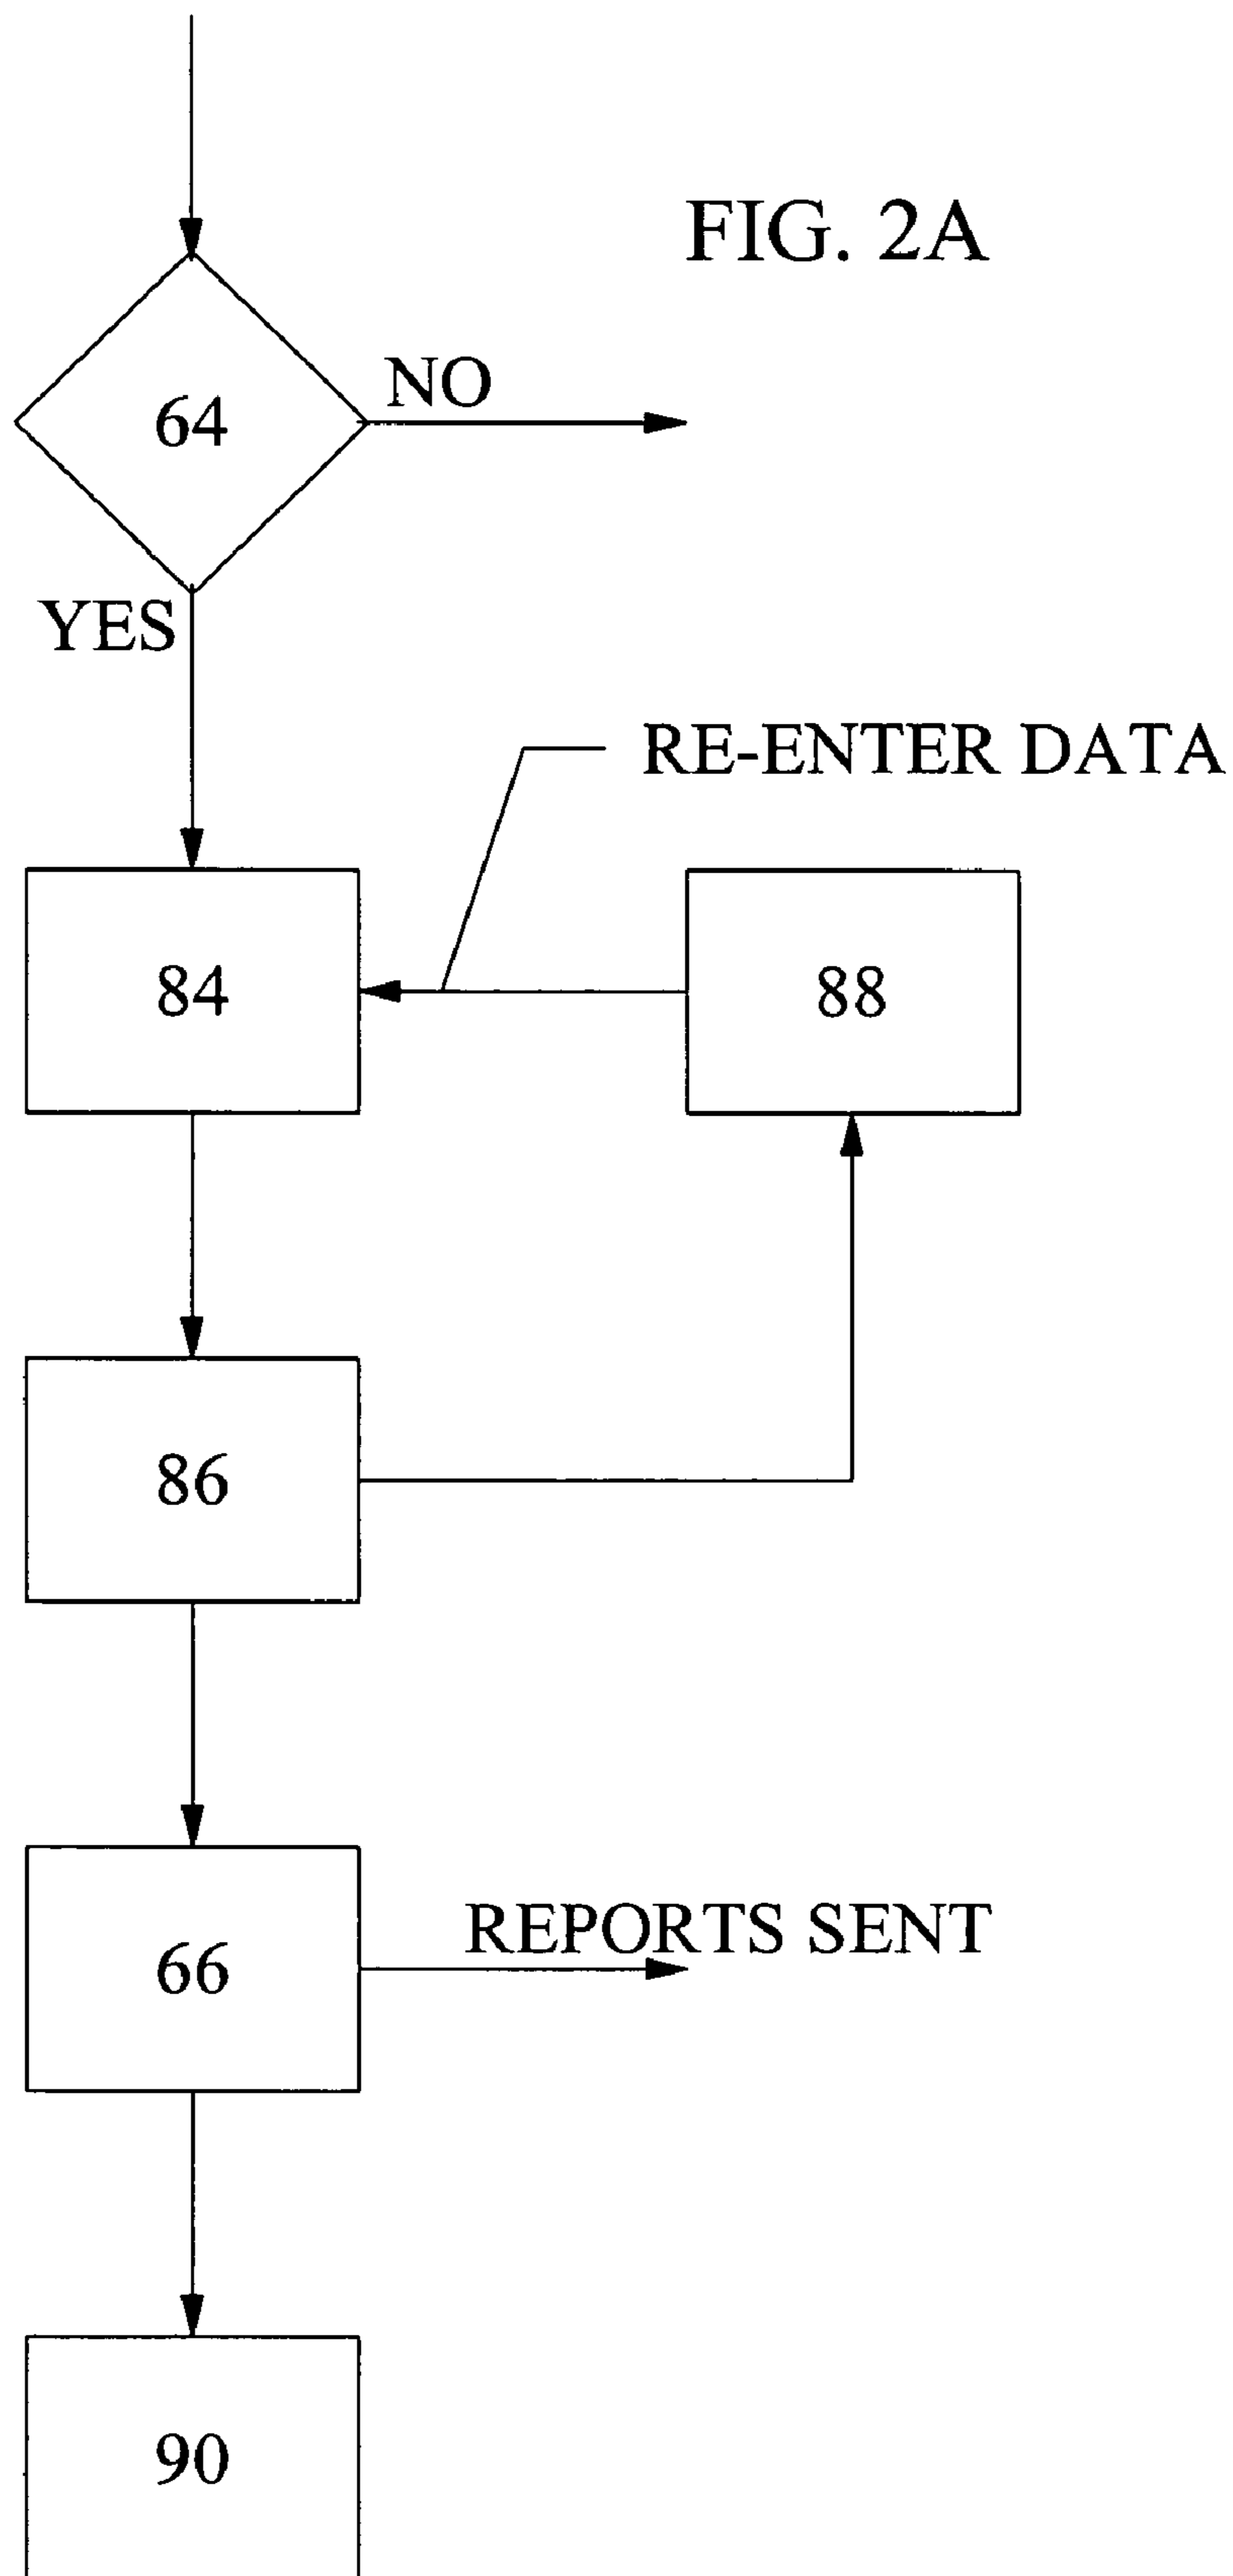 FIG. 2A
64
NO
YES
RE-ENTER DATA
84
88
86
66
REPORTS SENT
90